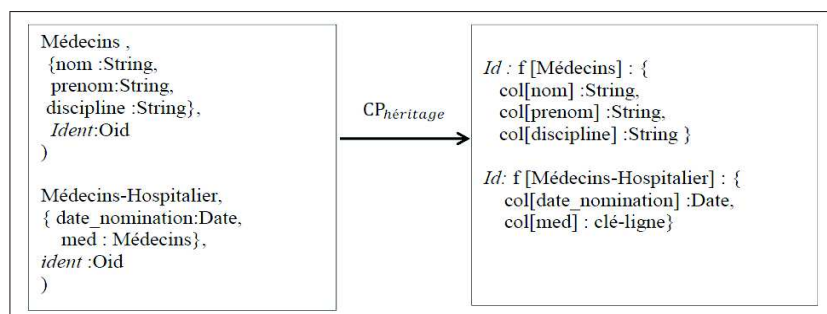 Médecins ,
{nom :String,
prenom:String,
discipline :String},
Ident:Oid
)
Médecins-Hospitalier,
{ date_nomination:Date,
med : Médecins},
ident :Oid
)
CPhéritage
Id : f [Médecins] : {
col[nom] :String,
col[prenom] :String,
col[discipline] :String }
Id: f [Médecins-Hospitalier] : {
col[date_nomination] :Date,
col[med] : clé-ligne}